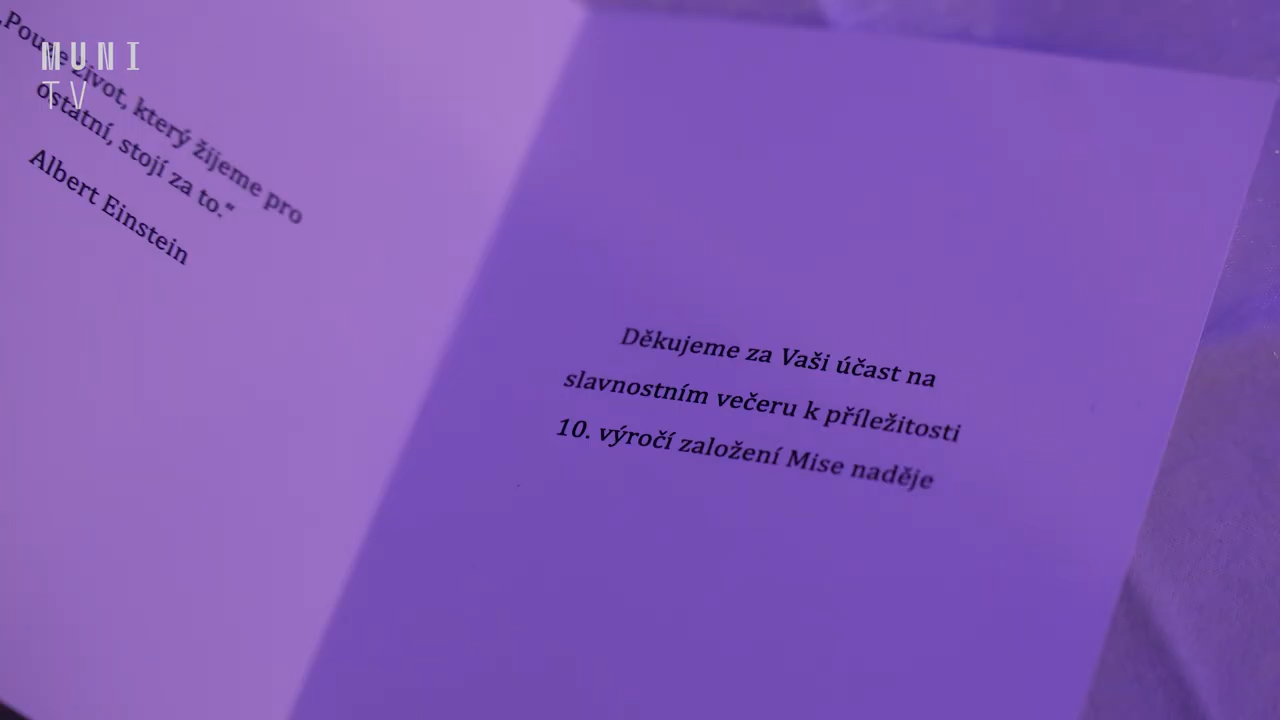 MUNI
TV
„Pouze život, který žijeme pro
ostatní, stojí za to.“
Albert Einstein
Děkujeme za Vaši účast na
slavnostním večeru k příležitosti
10. výročí založení Mise naděje